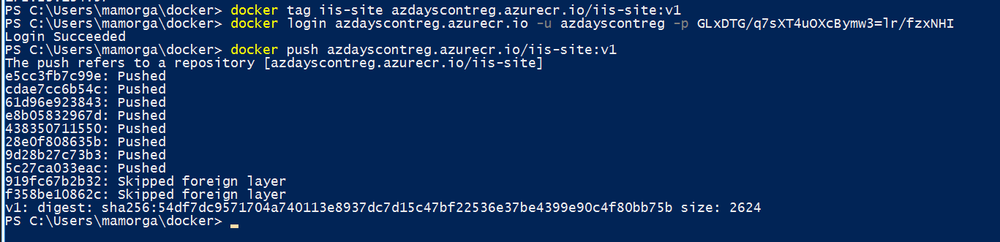 PS C:\Users\mamorga\docker> docker tag iis-site azdayscontreg.azurecr.io/iis-site:v1
PS C:\Users\mamorga\docker> docker login azdayscontreg.azurecr.io -u azdayscontreg -p GLxDTG/q7sXT4uOXcBymw3=lr/fzxNHI
Login Succeeded
PS C:\Users\mamorga\docker> docker push azdayscontreg.azurecr.io/iis-site:v1
The push refers to a repository [azdayscontreg.azurecr.io/iis-site]
e5cc3fb7c99e: Pushed
cdae7cc6b54c: Pushed
61d96e923843: Pushed
e8b05832967d: Pushed
438350711550: Pushed
28e0f808635b: Pushed
9d28b27c73b3: Pushed
5c27ca033eac: Pushed
919fc67b2b32: Skipped foreign layer
f358be10862c: Skipped foreign layer
v1: digest: sha256:54df7dc9571704a740113e8937dc7d15c47bf22536e37be4399e90c4f80bb75b size: 2624
PS C:\Users\mamorga\docker>